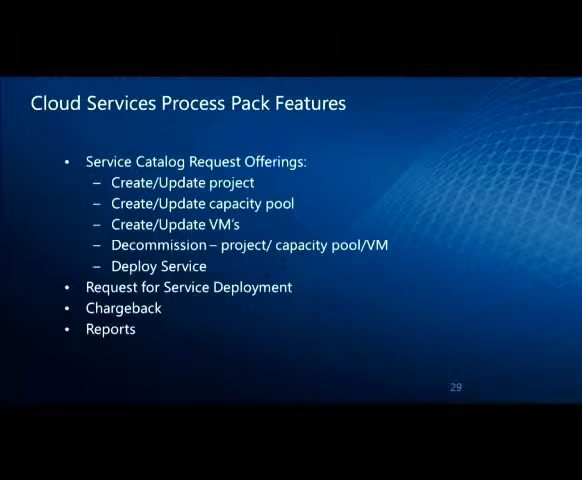 Cloud Services Process Pack Features
• Service Catalog Request Offerings:
– Create/Update project
– Create/Update capacity pool
– Create/Update VM's
– Decommission – project/ capacity pool/VM
– Deploy Service
• Request for Service Deployment
• Chargeback
• Reports
29